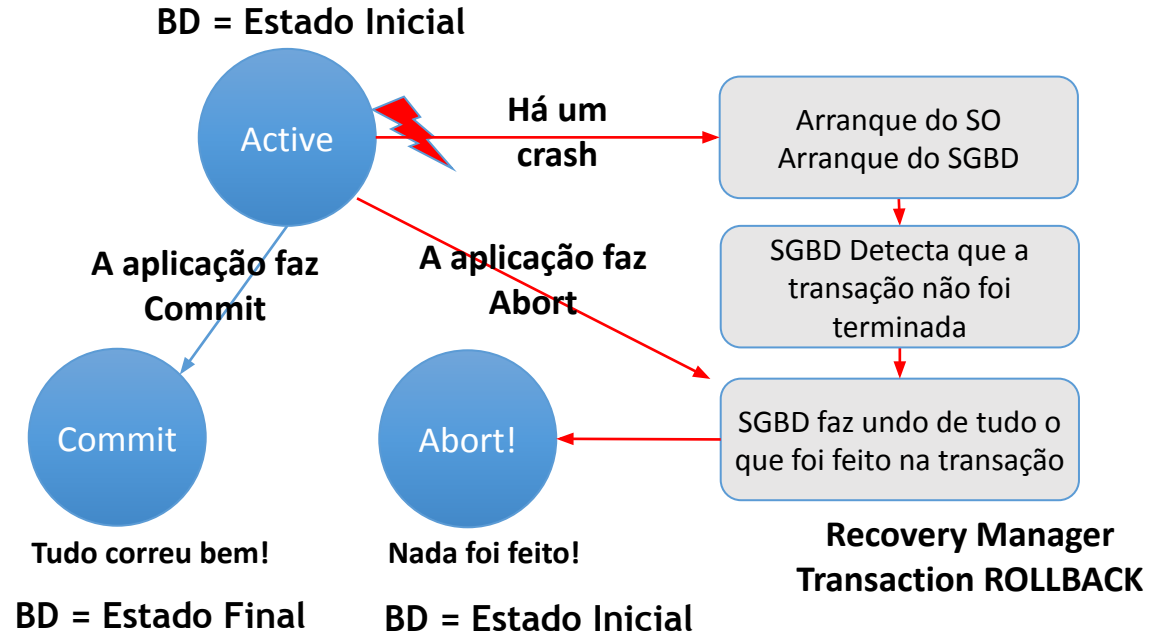 BD = Estado Inicial
Active
Há um
crash
Arranque do SO
Arranque do SGBD
A aplicação faz
Commit
A aplicação faz
Abort
SGBD Detecta que a
transação não foi
terminada
Commit
Abort!
SGBD faz undo de tudo o
que foi feito na transação
Tudo correu bem!
Nada foi feito!
Recovery Manager
Transaction ROLLBACK
BD = Estado Final
BD = Estado Inicial